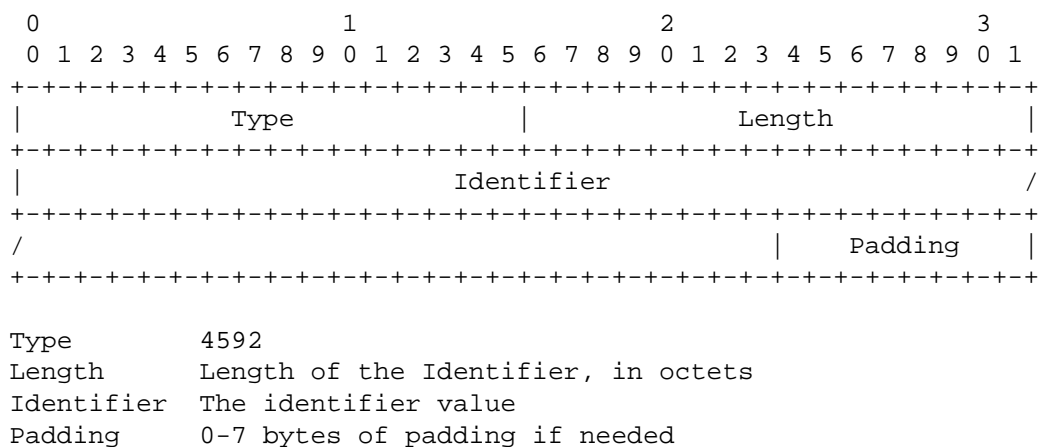 0                   1                   2                   3
 0 1 2 3 4 5 6 7 8 9 0 1 2 3 4 5 6 7 8 9 0 1 2 3 4 5 6 7 8 9 0 1
+-+-+-+-+-+-+-+-+-+-+-+-+-+-+-+-+-+-+-+-+-+-+-+-+-+-+-+-+-+-+-+-+
|             Type              |             Length            |
+-+-+-+-+-+-+-+-+-+-+-+-+-+-+-+-+-+-+-+-+-+-+-+-+-+-+-+-+-+-+-+-+
|                           Identifier                          /
+-+-+-+-+-+-+-+-+-+-+-+-+-+-+-+-+-+-+-+-+-+-+-+-+-+-+-+-+-+-+-+-+
/                                               |    Padding    |
+-+-+-+-+-+-+-+-+-+-+-+-+-+-+-+-+-+-+-+-+-+-+-+-+-+-+-+-+-+-+-+-+
Type        4592
Length      Length of the Identifier, in octets
Identifier  The identifier value
Padding     0-7 bytes of padding if needed